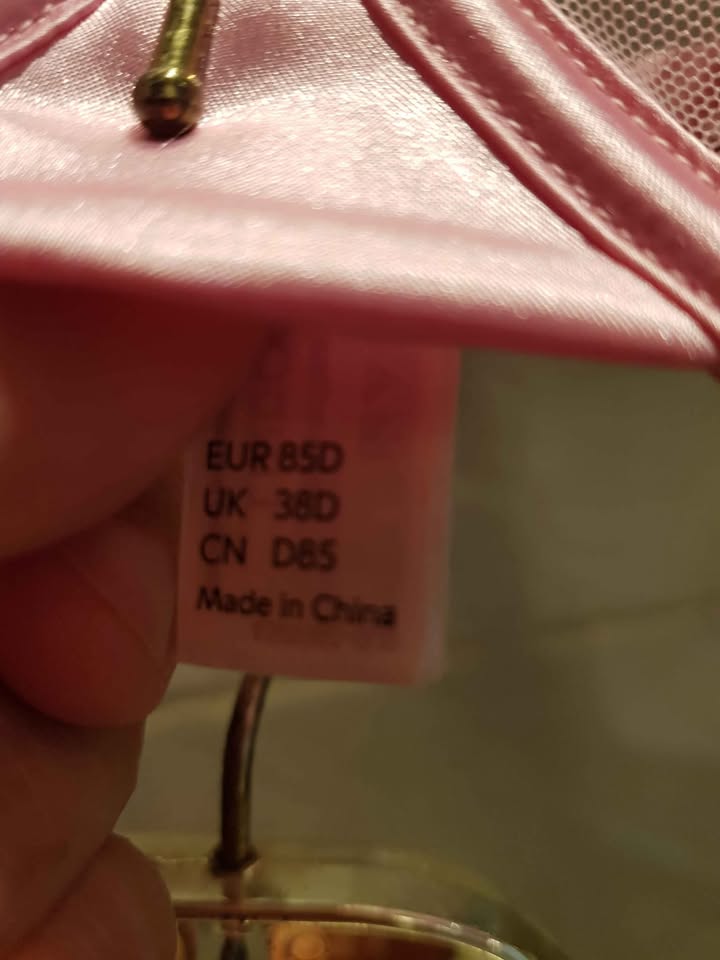 EUR 85D
UK 38D
CN D85
Made in China